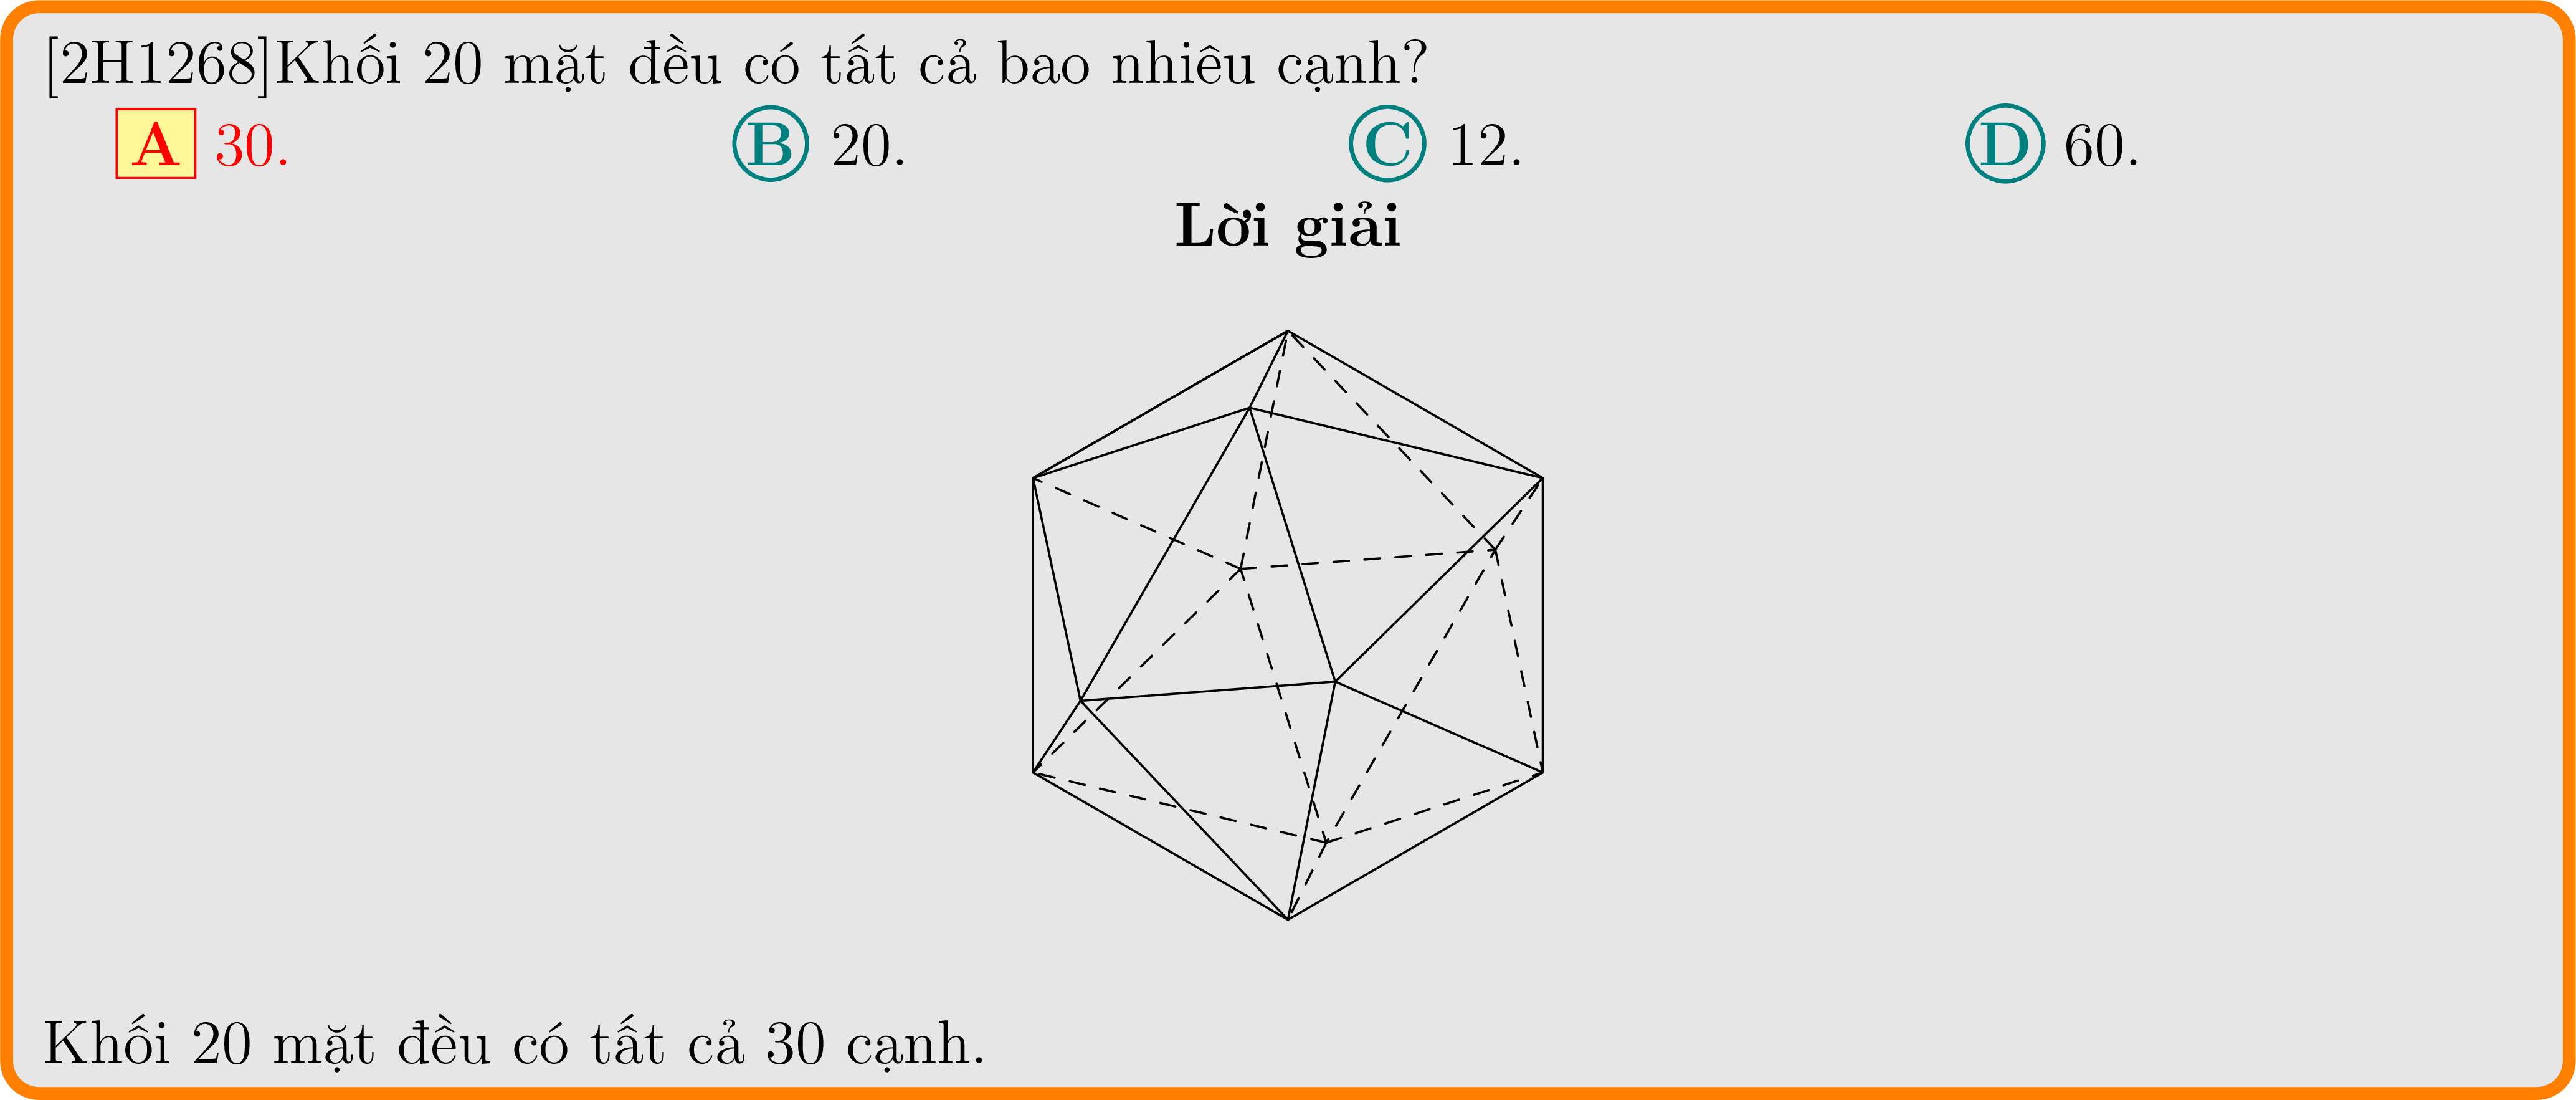 [2H1268]Khối 20 mặt đều có tất cả bao nhiêu cạnh?
A 30. B 20. C 12. D 60.
Lời giải
Khối 20 mặt đều có tất cả 30 cạnh.